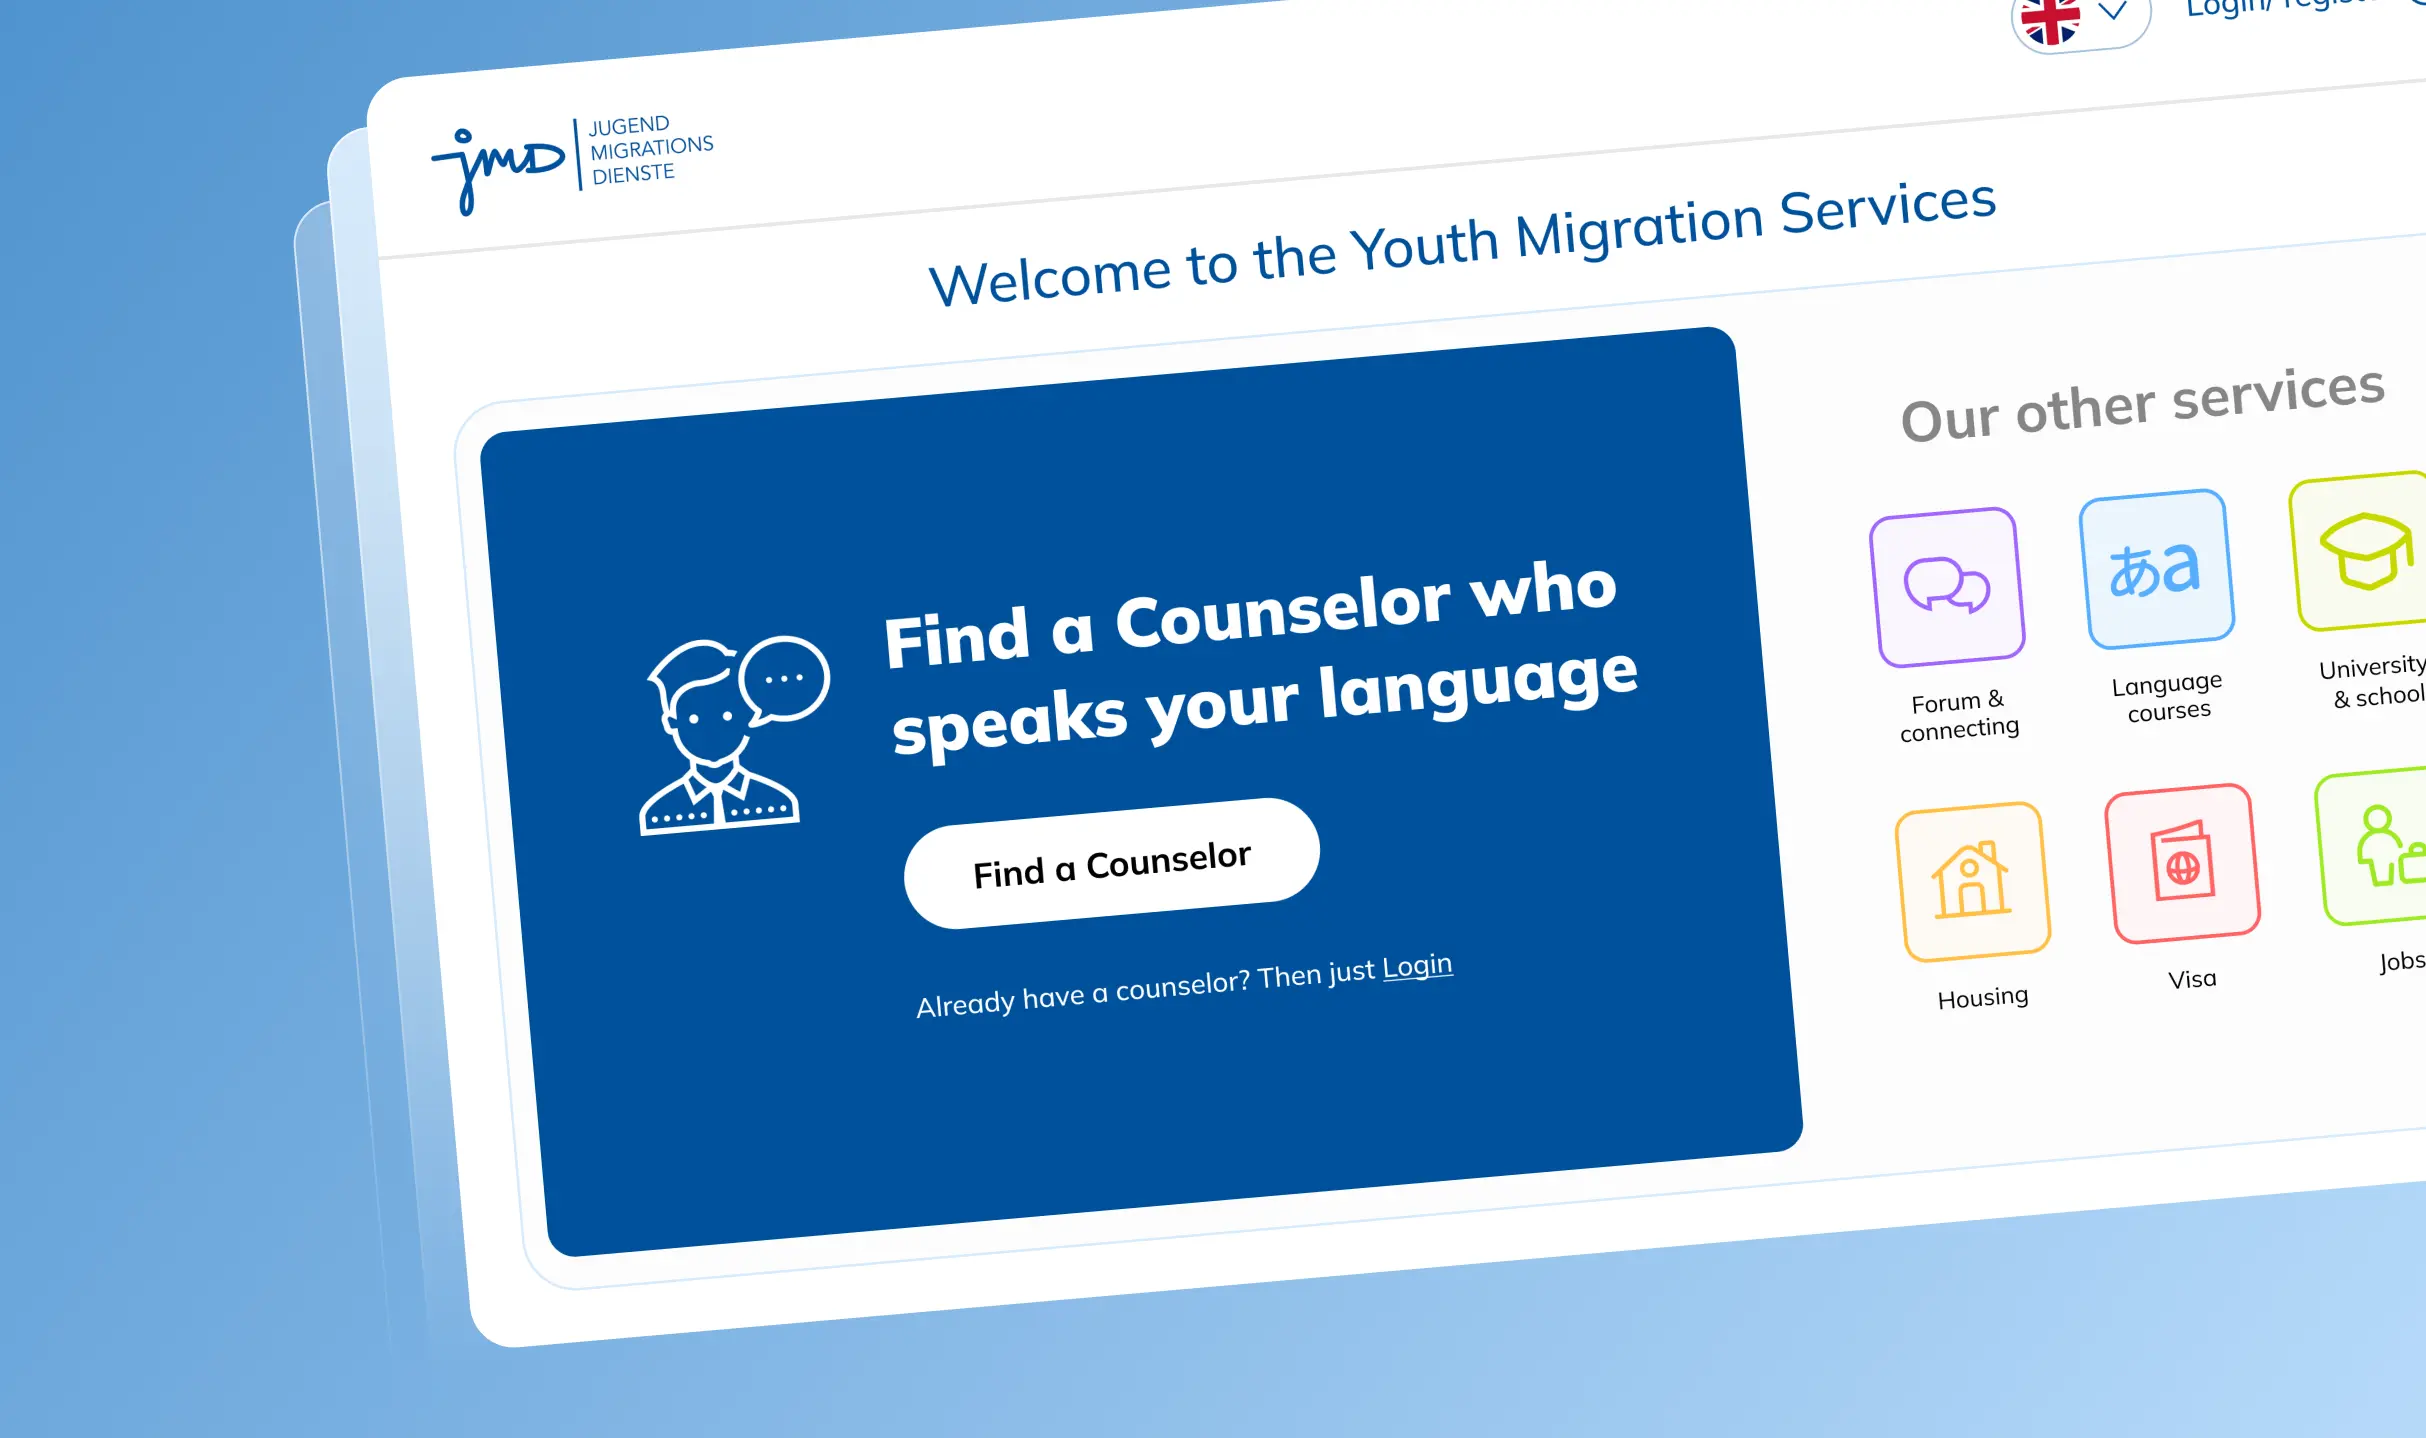 Login/
jmD
JUGEND
MIGRATIONS
DIENSTE
Welcome to the Youth Migration Services
Find a Counselor who
speaks your language
Find a Counselor
Already have a counselor? Then just Login
Our other services
あa
Forum &
connecting
Language
courses
University
& school
Housing
Visa
Jobs